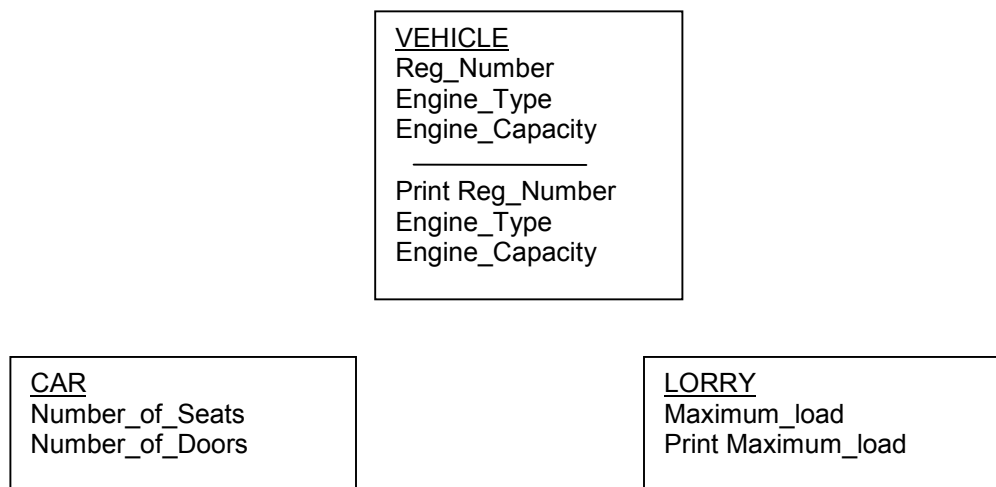 VEHICLE
Reg_Number
Engine_Type
Engine_Capacity
Print Reg_Number
Engine_Type
Engine_Capacity
CAR
Number_of_Seats
Number_of_Doors
LORRY
Maximum_load
Print Maximum_load